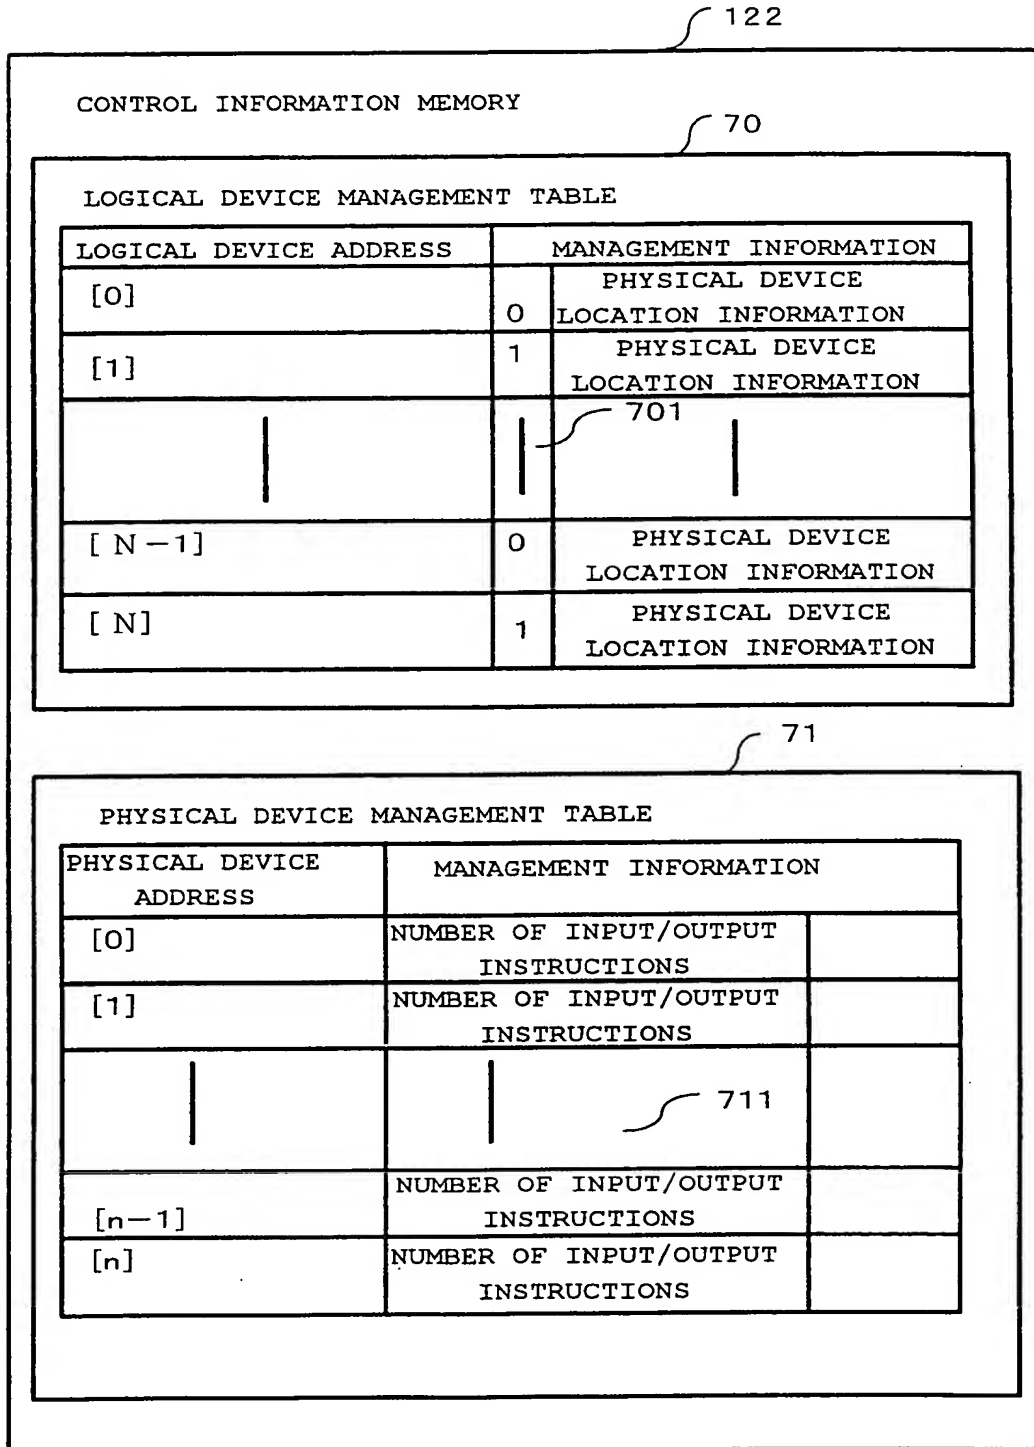 122
CONTROL INFORMATION MEMORY
70
LOGICAL DEVICE MANAGEMENT TABLE
LOGICAL DEVICE ADDRESS MANAGEMENT INFORMATION
[0] 0 PHYSICAL DEVICE
LOCATION INFORMATION
[1] 1 PHYSICAL DEVICE
LOCATION INFORMATION
701
[ N-1] 0 PHYSICAL DEVICE
LOCATION INFORMATION
[ N] 1 PHYSICAL DEVICE
LOCATION INFORMATION
71
PHYSICAL DEVICE MANAGEMENT TABLE
PHYSICAL DEVICE
ADDRESS
MANAGEMENT INFORMATION
[0] NUMBER OF INPUT/OUTPUT
INSTRUCTIONS
[1] NUMBER OF INPUT/OUTPUT
INSTRUCTIONS
711
[n-1] NUMBER OF INPUT/OUTPUT
INSTRUCTIONS
[n] NUMBER OF INPUT/OUTPUT
INSTRUCTIONS